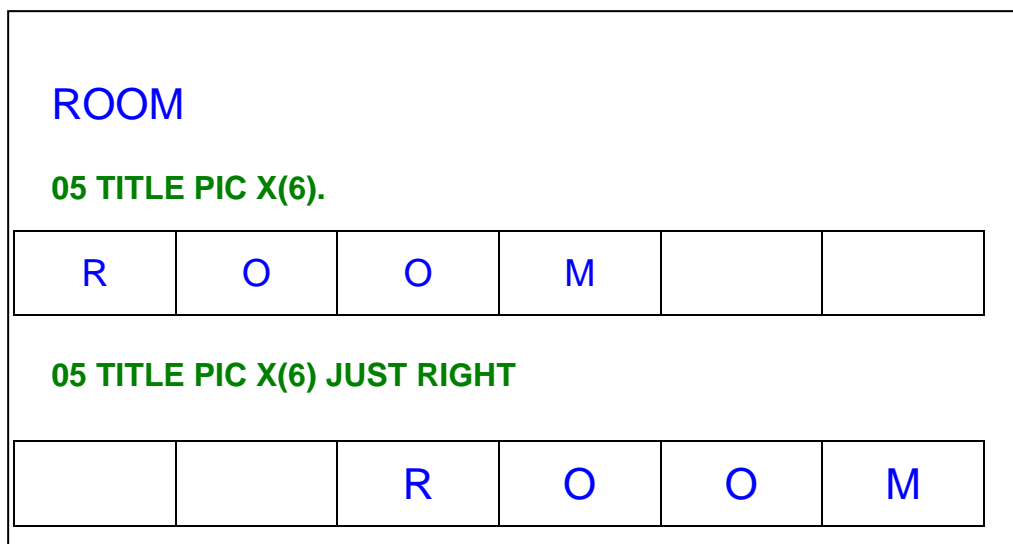 ROOM
05 TITLE PIC X(6).
R O O M
05 TITLE PIC X(6) JUST RIGHT
R O O M